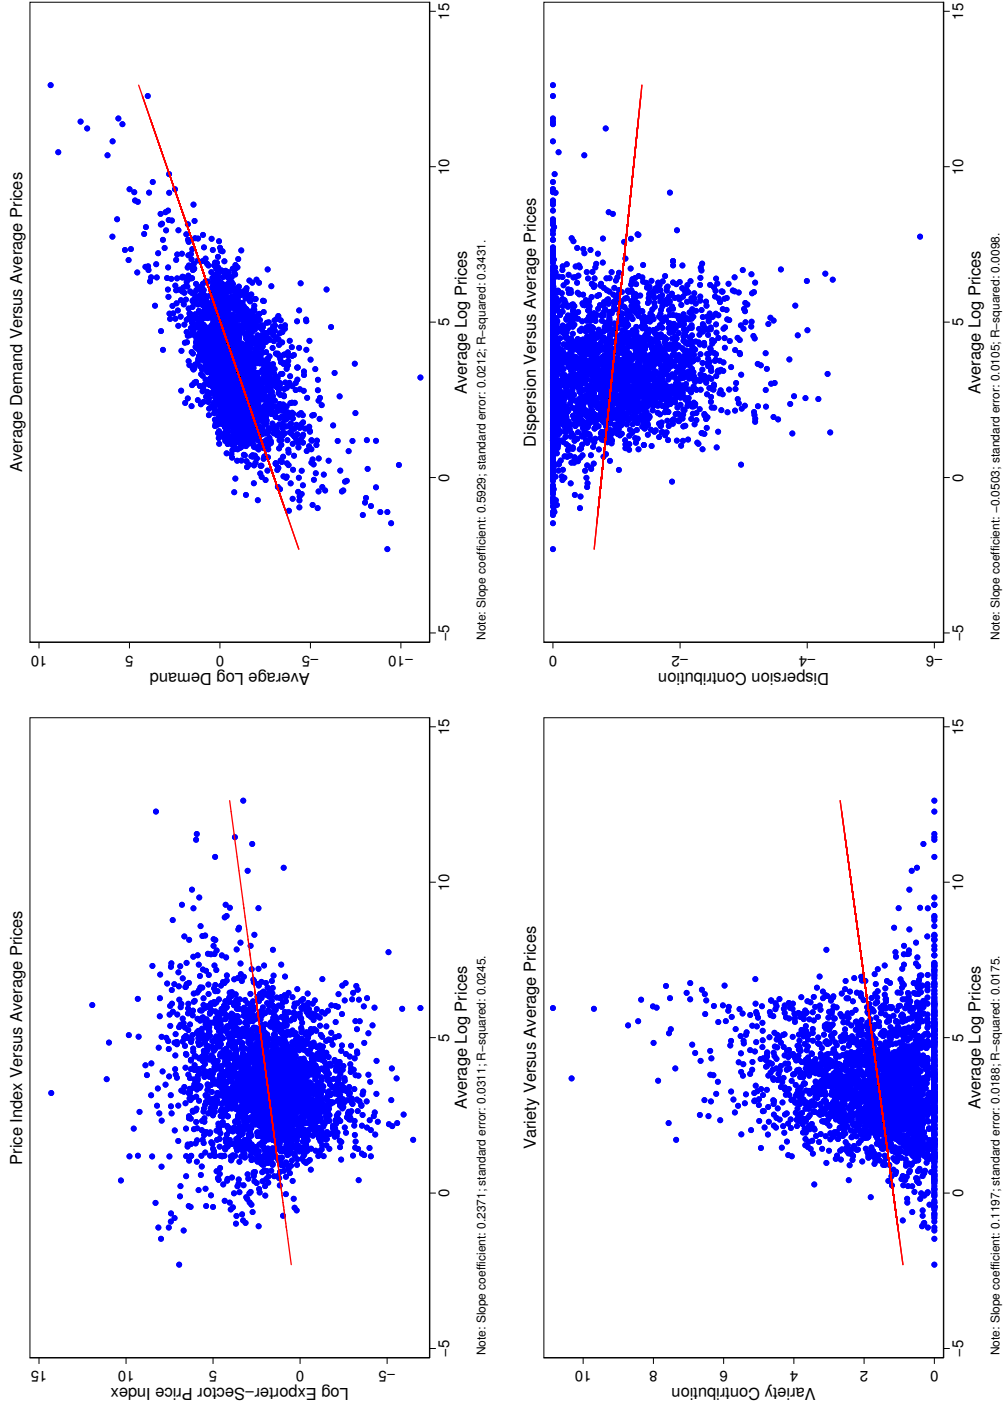 Price Index Versus Average Prices
Log Exporter−Sector Price Index
15
10
5
0
−5
−5
0
5
10
15
Average Log Prices
Note: Slope coefficient: 0.2371; standard error: 0.0311; R−squared: 0.0245.
Average Demand Versus Average Prices
Average Log Demand
10
5
0
−5
−10
−5
0
5
10
15
Average Log Prices
Note: Slope coefficient: 0.5929; standard error: 0.0212; R−squared: 0.3431.
Variety Versus Average Prices
Variety Contribution
10
8
6
4
2
0
−5
0
5
10
15
Average Log Prices
Note: Slope coefficient: 0.1197; standard error: 0.0188; R−squared: 0.0175.
Dispersion Versus Average Prices
Dispersion Contribution
0
−2
−4
−6
−5
0
5
10
15
Average Log Prices
Note: Slope coefficient: −0.0503; standard error: 0.0105; R−squared: 0.0098.